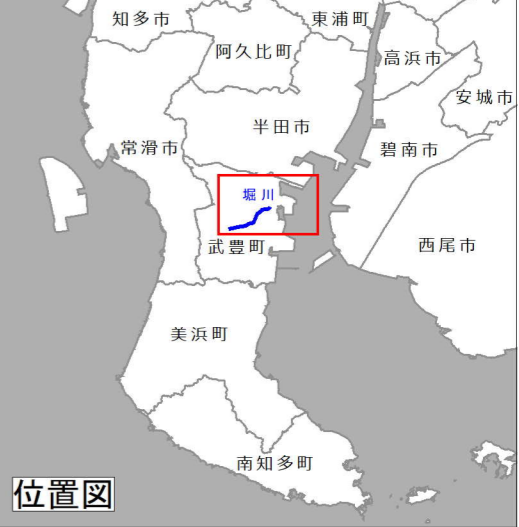 知多市
東浦町
阿久比町
高浜市
安城市
半田市
常滑市
碧南市
堀川
武豊町
西尾市
美浜町
南知多町
位置図